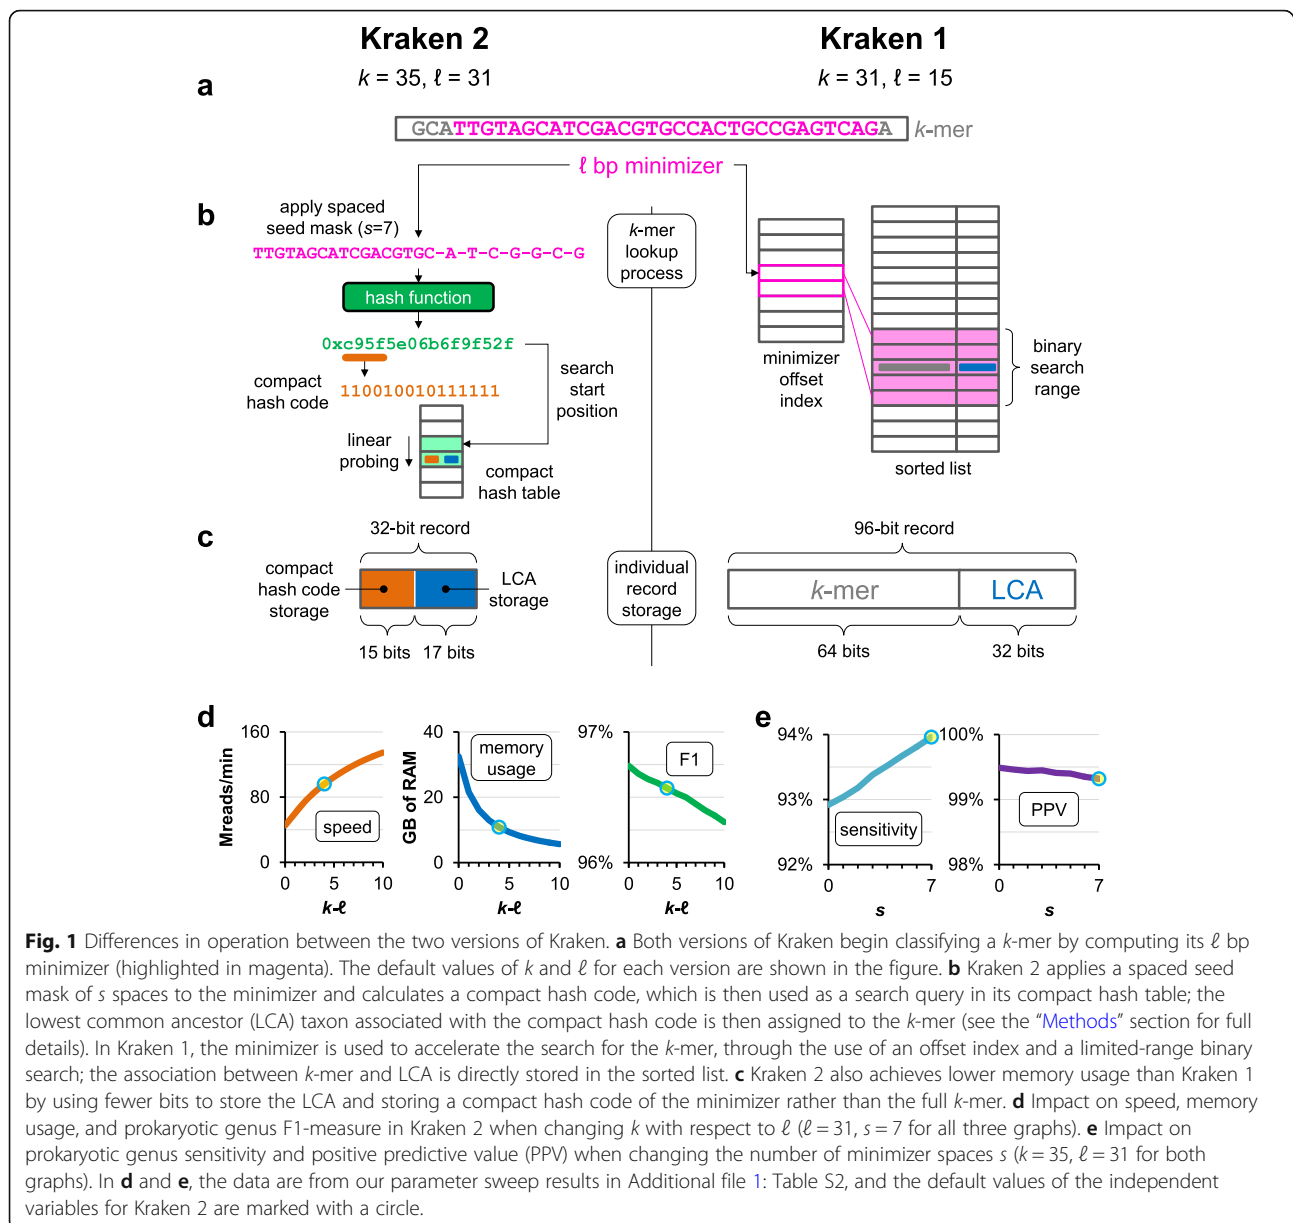 Kraken 2
Kraken 1
k = 35, ℓ = 31
k = 31, ℓ = 15
a
GCATTGTAGCATCGACGTGCCACTGCCGAGTCAGA
k-mer
ℓ bp minimizer
b
apply spaced
seed mask (s=7)
TTGTAGCATCGACGTGC-A-T-C-G-G-C-G
hash function
0xc95f5e06b6f9f52f
compact
hash code
110010010111111
search
start
position
linear
probing
compact
hash table
k-mer
lookup
process
minimizer
offset
index
binary
search
range
sorted list
c
32-bit record
compact
hash code
storage
LCA
storage
15 bits
17 bits
individual
record
storage
96-bit record
k-mer
LCA
64 bits
32 bits
d
Mreads/min
160
80
0
speed
0
5
10
k-ℓ
GB of RAM
40
20
0
memory
usage
0
5
10
k-ℓ
97%
96%
F1
0
5
10
k-ℓ
e
94%
93%
92%
sensitivity
0
7
s
100%
99%
98%
PPV
0
7
s
Fig. 1 Differences in operation between the two versions of Kraken. a Both versions of Kraken begin classifying a k-mer by computing its ℓ bp
minimizer (highlighted in magenta). The default values of k and ℓ for each version are shown in the figure. b Kraken 2 applies a spaced seed
mask of s spaces to the minimizer and calculates a compact hash code, which is then used as a search query in its compact hash table; the
lowest common ancestor (LCA) taxon associated with the compact hash code is then assigned to the k-mer (see the “Methods” section for full
details). In Kraken 1, the minimizer is used to accelerate the search for the k-mer, through the use of an offset index and a limited-range binary
search; the association between k-mer and LCA is directly stored in the sorted list. c Kraken 2 also achieves lower memory usage than Kraken 1
by using fewer bits to store the LCA and storing a compact hash code of the minimizer rather than the full k-mer. d Impact on speed, memory
usage, and prokaryotic genus F1-measure in Kraken 2 when changing k with respect to ℓ (ℓ = 31, s = 7 for all three graphs). e Impact on
prokaryotic genus sensitivity and positive predictive value (PPV) when changing the number of minimizer spaces s (k = 35, ℓ = 31 for both
graphs). In d and e, the data are from our parameter sweep results in Additional file 1: Table S2, and the default values of the independent
variables for Kraken 2 are marked with a circle.